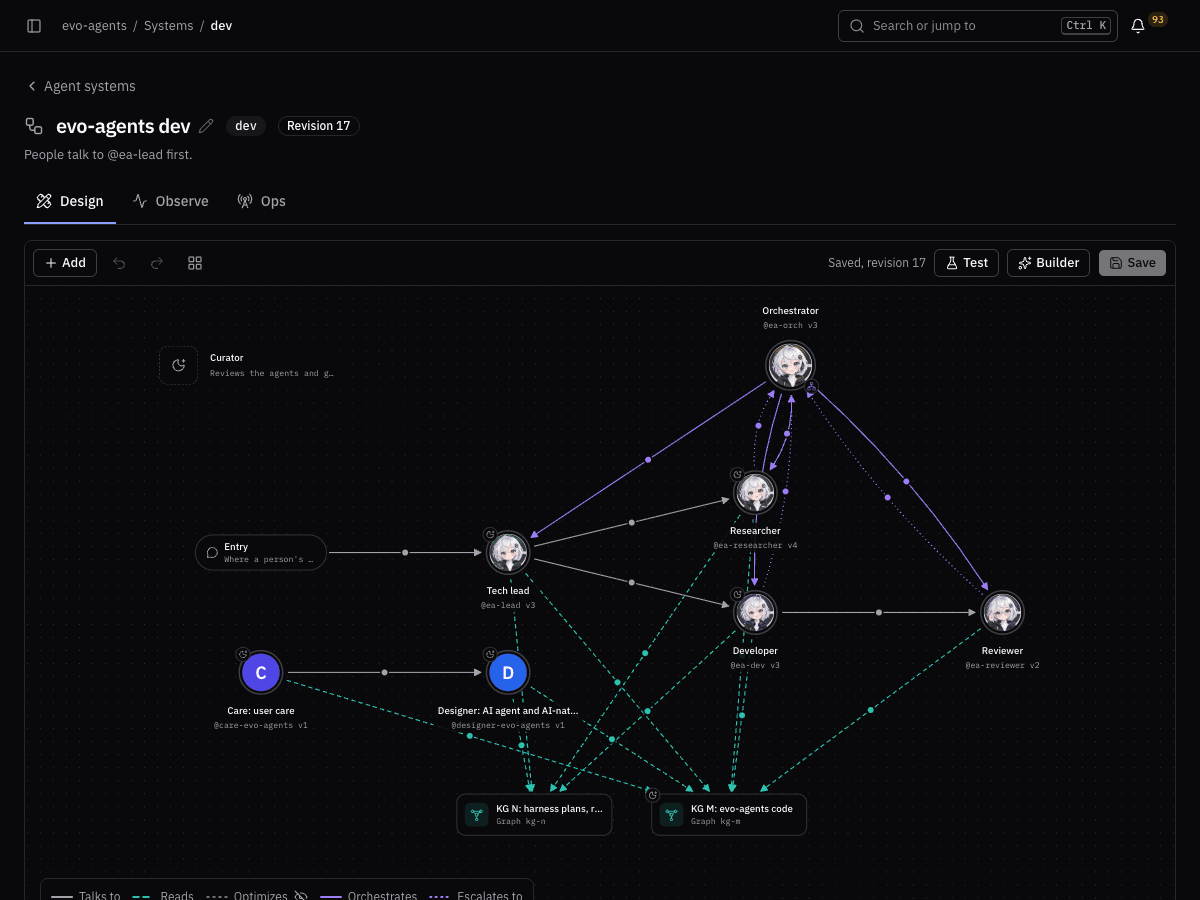 evo-agents / Systems / dev
Search or jump to
Ctrl K
93
Agent systems
evo-agents dev
dev
Revision 17
People talk to @ea-lead first.
Design
Observe
Ops
Add
Saved, revision 17
Test
Builder
Save
Orchestrator
@ea-orch v3
Curator
Reviews the agents and g…
Researcher
@ea-researcher v4
Entry
Where a person's …
Tech lead
@ea-lead v3
Developer
@ea-dev v3
Reviewer
@ea-reviewer v2
C
Care: user care
@care-evo-agents v1
D
Designer: AI agent and AI-nat…
@designer-evo-agents v1
KG N: harness plans, r…
Graph kg-n
KG M: evo-agents code
Graph kg-m
Talks to
Reads
Optimizes
Orchestrates
Escalates to